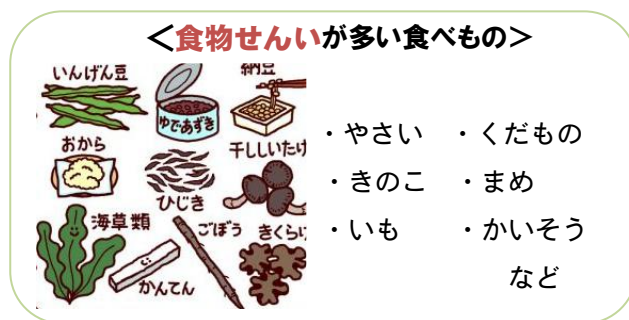 ＜食物せんいが多い食べもの＞
いんげん豆
ゆであずき
納豆
おから
ひじき
干ししいたけ
海草類
かんてん
ごぼう
きくらげ
・やさい ・くだもの
・きのこ ・まめ
・いも ・かいそう
など